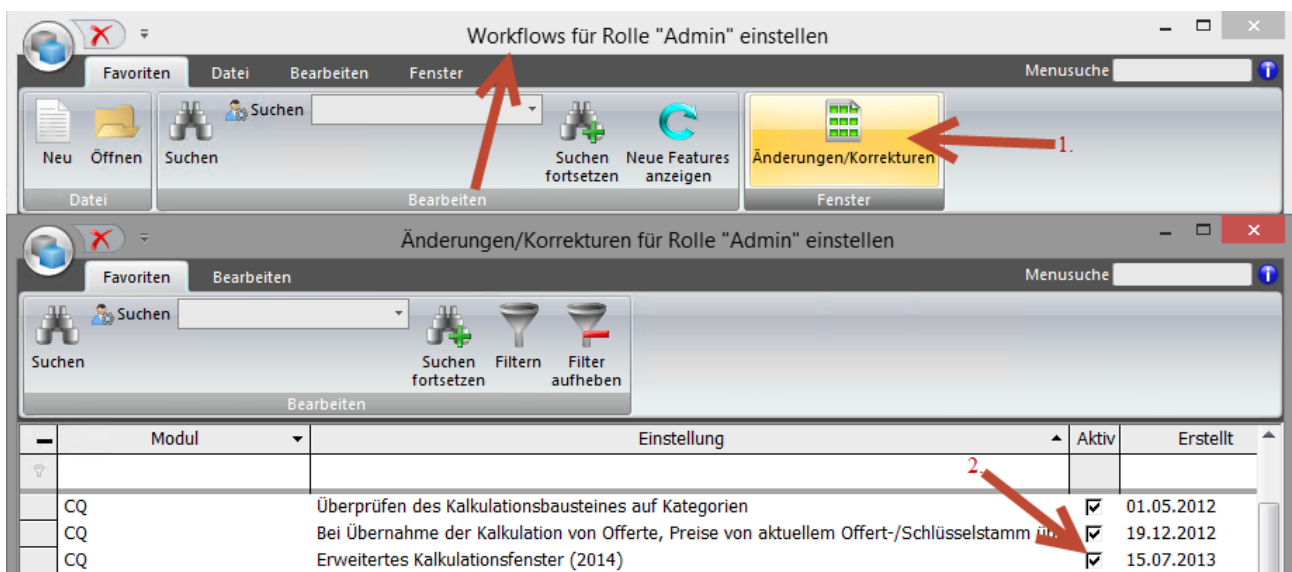 Workflows für Rolle "Admin" einstellen
Favoriten Datei Bearbeiten Fenster Menusuche
Suchen
Neu Öffnen Suchen Suchen fortsetzen Neue Features anzeigen Änderungen/Korrekturen 1.
Datei Bearbeiten Fenster
Änderungen/Korrekturen für Rolle "Admin" einstellen
Favoriten Bearbeiten Menusuche
Suchen
Suchen Suchen fortsetzen Filtern Filter aufheben
Bearbeiten
Modul Einstellung Aktiv Erstellt
2.
CQ Überprüfen des Kalkulationsbausteines auf Kategorien 01.05.2012
CQ Bei Übernahme der Kalkulation von Offerte, Preise von aktuellem Offert-/Schlüsselstamm 19.12.2012
CQ Erweitertes Kalkulationsfenster (2014) 15.07.2013